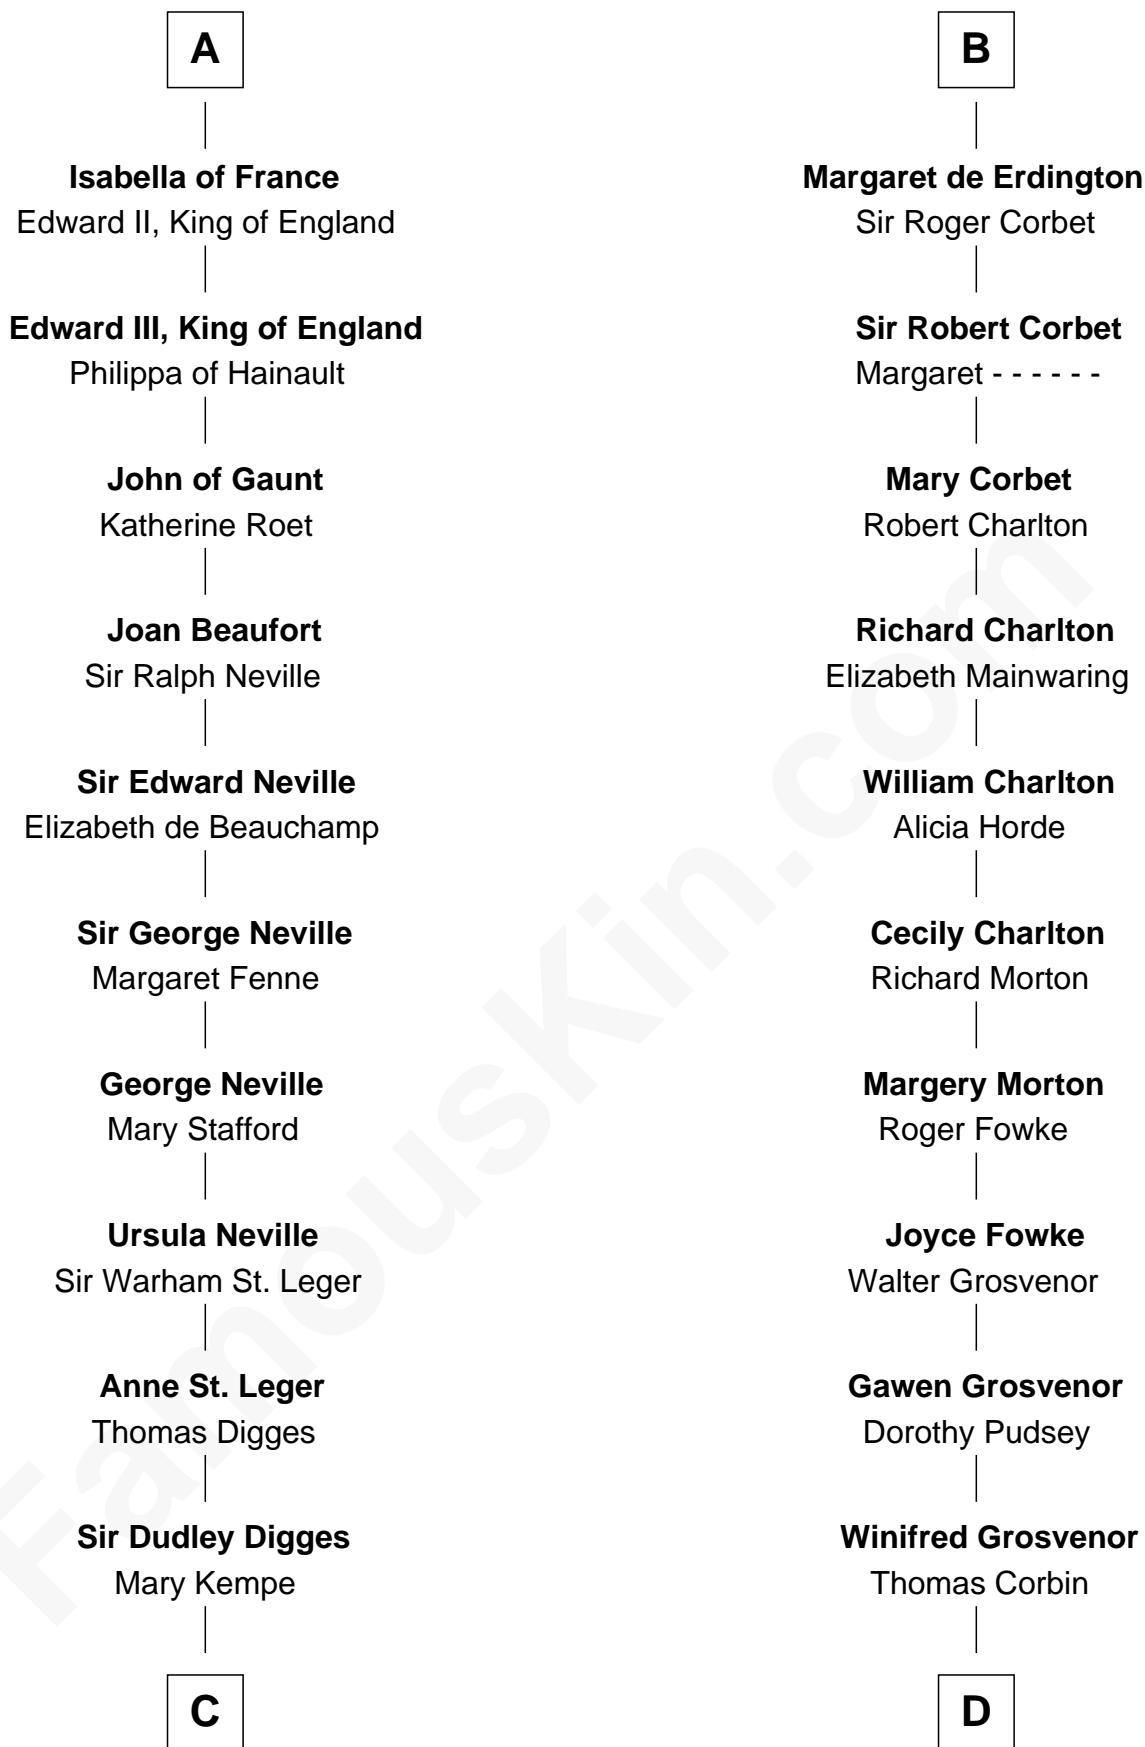 A
Isabella of France
Edward II, King of England
Edward III, King of England
Philippa of Hainault
John of Gaunt
Katherine Roet
Joan Beaufort
Sir Ralph Neville
Sir Edward Neville
Elizabeth de Beauchamp
Sir George Neville
Margaret Fenne
George Neville
Mary Stafford
Ursula Neville
Sir Warham St. Leger
Anne St. Leger
Thomas Digges
Sir Dudley Digges
Mary Kempe
C
B
Margaret de Erdington
Sir Roger Corbet
Sir Robert Corbet
Margaret - - - - - -
Mary Corbet
Robert Charlton
Richard Charlton
Elizabeth Mainwaring
William Charlton
Alicia Horde
Cecily Charlton
Richard Morton
Margery Morton
Roger Fowke
Joyce Fowke
Walter Grosvenor
Gawen Grosvenor
Dorothy Pudsey
Winifred Grosvenor
Thomas Corbin
D
FamousKin.com